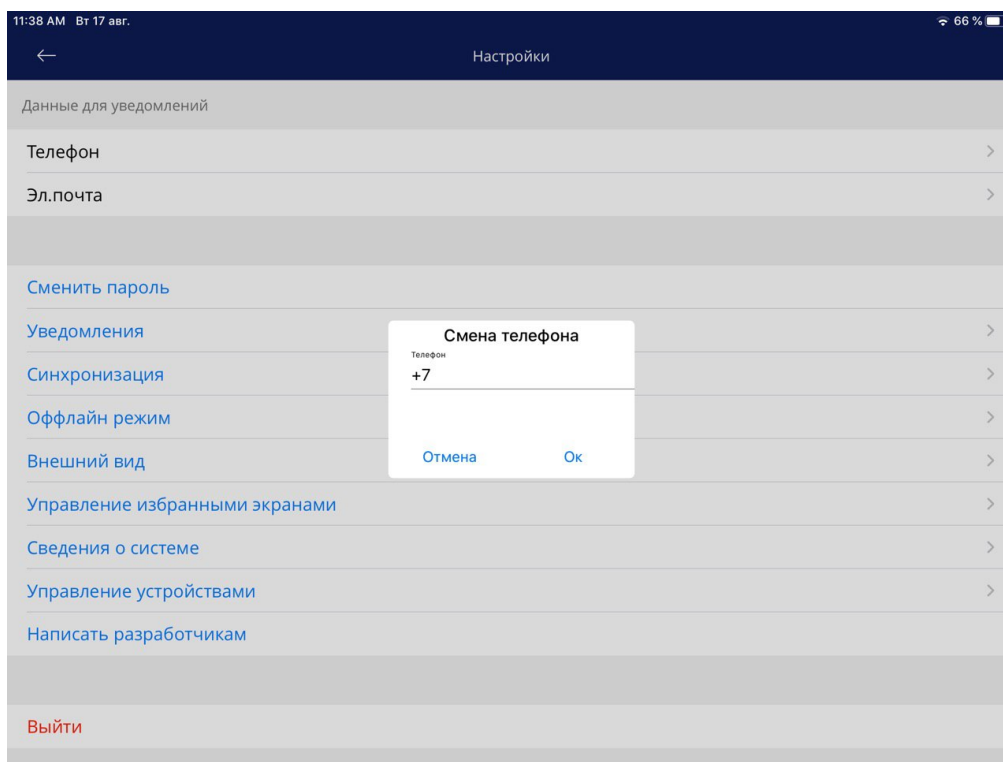 11:38 AM Вт 17 авг. 66 %
Настройки
Данные для уведомлений
Телефон
Эл.почта
Сменить пароль
Уведомления
Синхронизация
Оффлайн режим
Внешний вид
Управление избранными экранами
Сведения о системе
Управление устройствами
Написать разработчикам
Выйти
Смена телефона
Телефон
+7
Отмена Ок